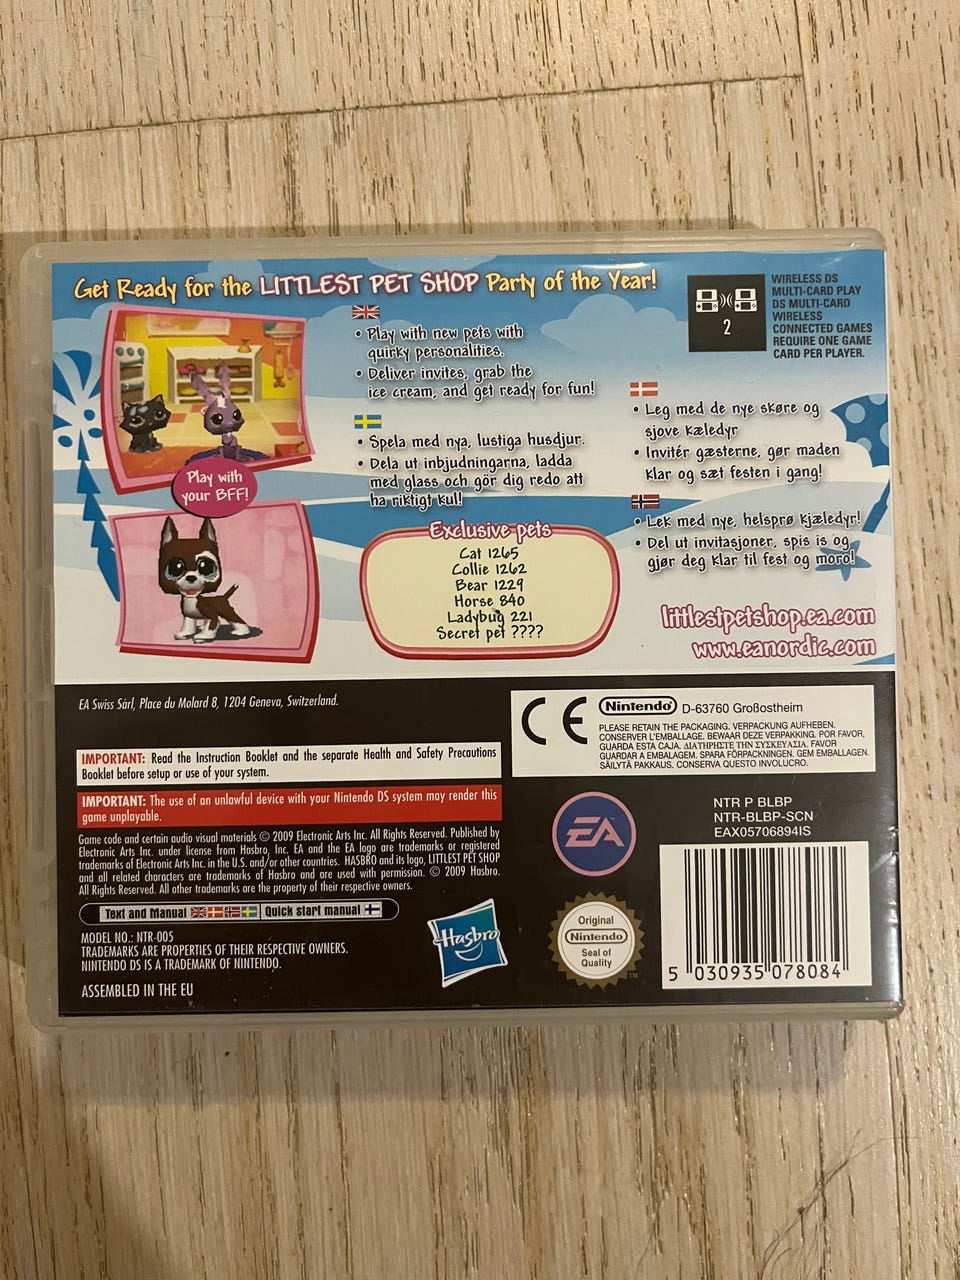 Get Ready for the LITTLEST PET SHOP Party of the Year!
• Play with new pets with
quirky personalities.
• Deliver invites, grab the
ice cream, and get ready for fun!
• Spela med nya, lustiga husdjur.
• Dela ut inbjudningarna, ladda
med glass och gör dig redo att
ha riktigt kul!
Play with
your BFF!
Exclusive pets
Cat 1265
Collie 1262
Bear 1229
Horse 840
Ladybug 221
Secret pet ????
2
WIRELESS DS
MULTI-CARD PLAY
DS MULTI-CARD
WIRELESS
CONNECTED GAMES
REQUIRE ONE GAME
CARD PER PLAYER.
• Leg med de nye skøre og
sjove kæledyr
• Invitér gæsterne, gør maden
klar og sæt festen i gang!
• Lek med nye, helsprø kjæledyr!
• Del ut invitasjoner, spis is og
gjør deg klar til fest og moro!
littlestpetshop.ea.com
www.eanordic.com
EA Swiss Sàrl, Place du Molard 8, 1204 Geneva, Switzerland.
IMPORTANT: Read the Instruction Booklet and the separate Health and Safety Precautions
Booklet before setup or use of your system.
IMPORTANT: The use of an unlawful device with your Nintendo DS system may render this
game unplayable.
Game code and certain audio visual materials © 2009 Electronic Arts Inc. All Rights Reserved. Published by
Electronic Arts Inc. under license from Hasbro, Inc. EA and the EA logo are trademarks or registered
trademarks of Electronic Arts Inc. in the U.S. and/or other countries. HASBRO and its logo, LITTLEST PET SHOP
and all related characters are trademarks of Hasbro and are used with permission. © 2009 Hasbro.
All Rights Reserved. All other trademarks are the property of their respective owners.
Text and Manual
Quick start manual
MODEL NO.: NTR-005
TRADEMARKS ARE PROPERTIES OF THEIR RESPECTIVE OWNERS.
NINTENDO DS IS A TRADEMARK OF NINTENDO.
ASSEMBLED IN THE EU
Hasbro
CE
Nintendo D-63760 Großostheim
PLEASE RETAIN THE PACKAGING. VERPACKUNG AUFHEBEN.
CONSERVER L'EMBALLAGE. BEWAAR DEZE VERPAKKING. POR FAVOR,
GUARDA ESTA CAJA. ΔΙΑΤΗΡΗΣΤΕ ΤΗΝ ΣΥΣΚΕΥΑΣΙΑ. FAVOR
GUARDAR A EMBALAGEM. SPARA FÖRPACKNINGEN. GEM EMBALLAGEN.
SÄILYTÄ PAKKAUS. CONSERVA QUESTO INVOLUCRO.
EA
NTR P BLBP
NTR-BLBP-SCN
EAX05706894IS
Original
Nintendo
Seal of
Quality
TM
5 030935 078084